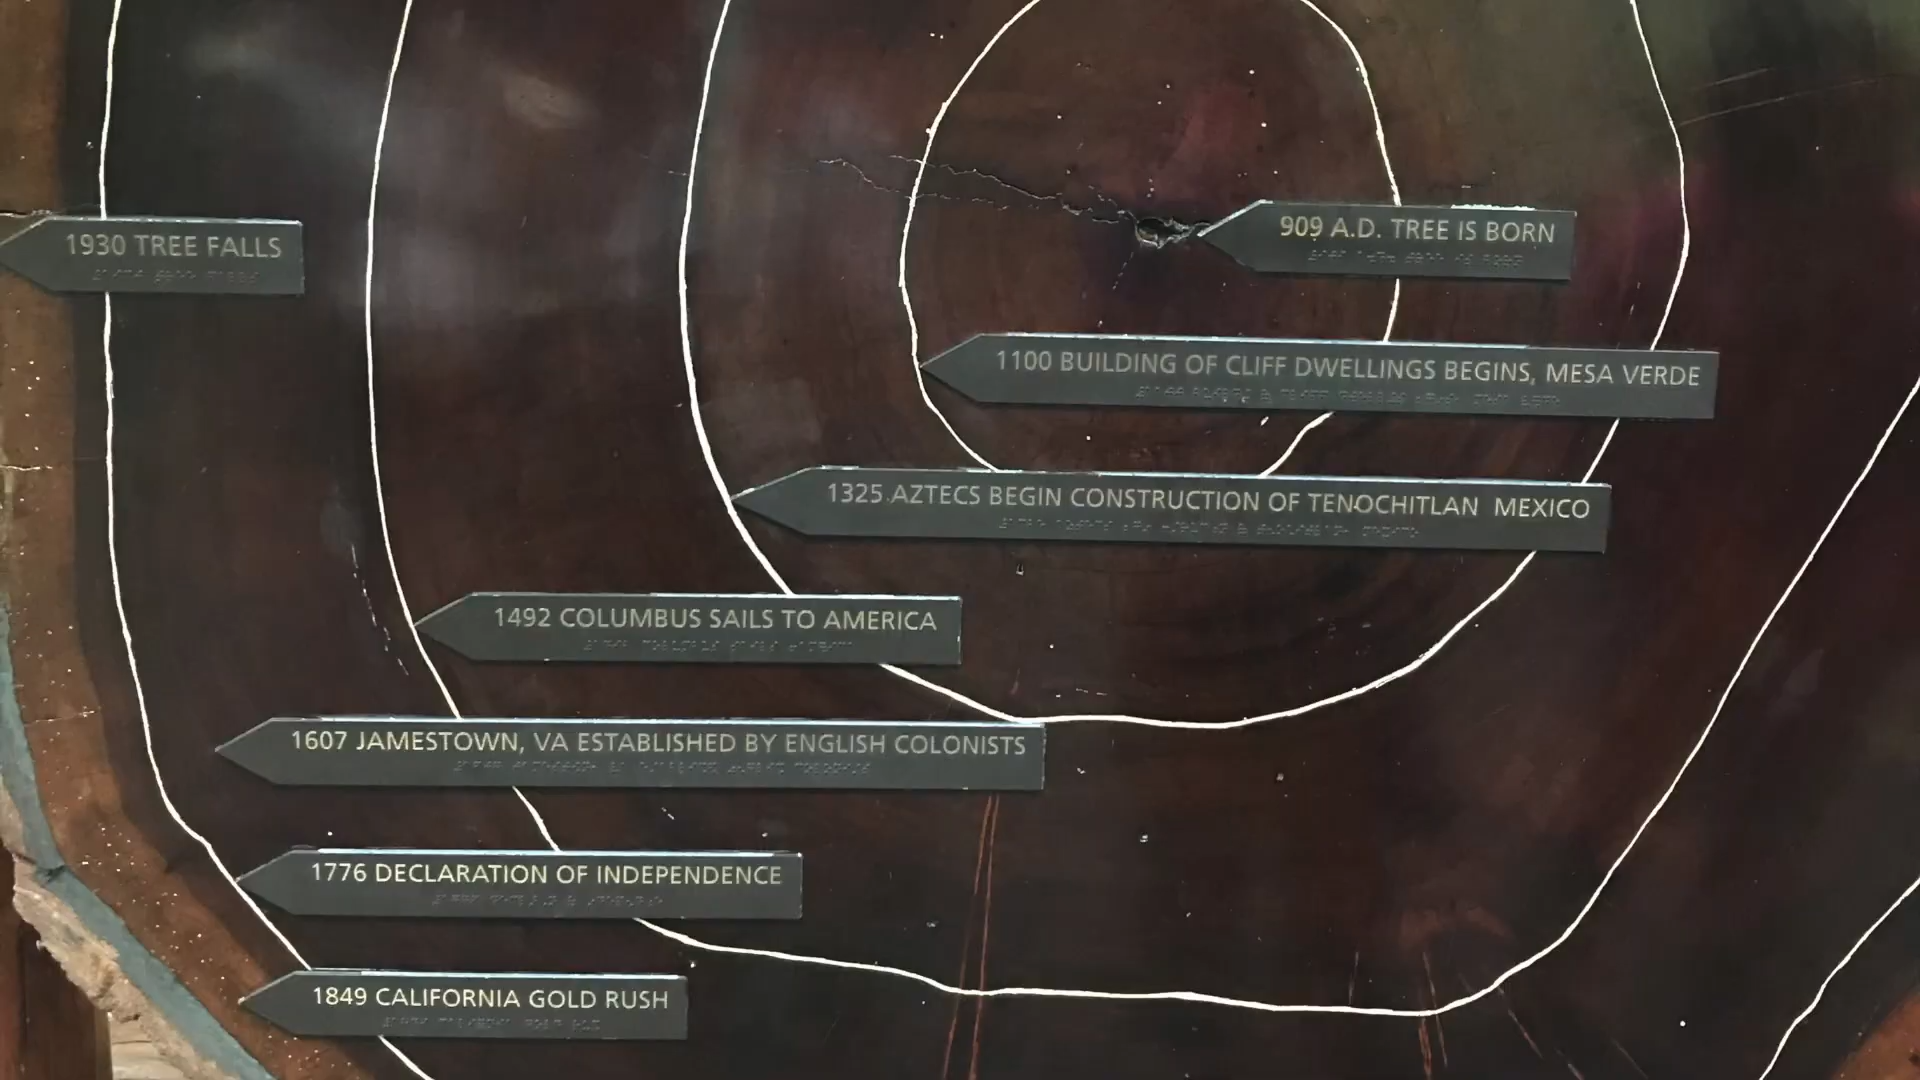 909 A.D. TREE IS BORN
1930 TREE FALLS
1100 BUILDING OF CLIFF DWELLINGS BEGINS, MESA VERDE
1325 AZTECS BEGIN CONSTRUCTION OF TENOCHITLAN MEXICO
1492 COLUMBUS SAILS TO AMERICA
1607 JAMESTOWN, VA ESTABLISHED BY ENGLISH COLONISTS
1776 DECLARATION OF INDEPENDENCE
1849 CALIFORNIA GOLD RUSH